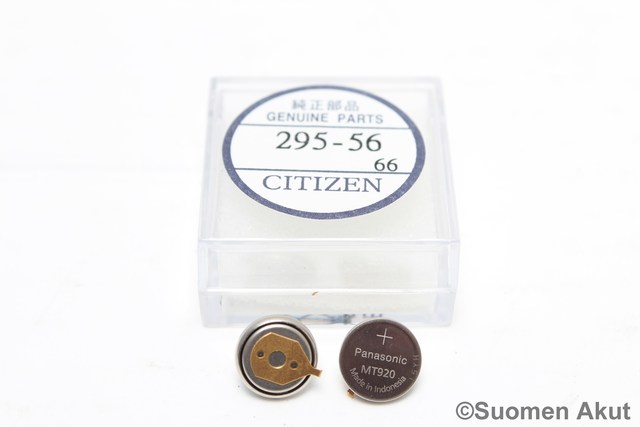 純正部品
GENUINE PARTS
295-56
66
CITIZEN
+
Panasonic
MT920
Made in Indonesia
©Suomen Akut